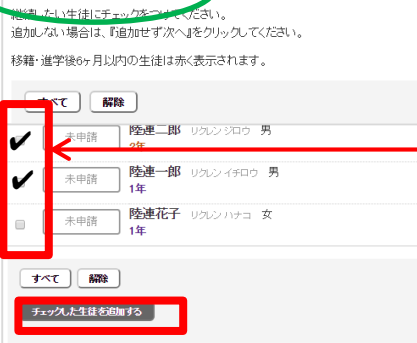 継続したい生徒にチェックをつけてください。
追加しない場合は、『追加せず次へ』をクリックしてください。
移籍・進学後6ヶ月以内の生徒は赤く表示されます。
すべて 解除
未申請 陸連二郎 リクレンジロウ 男
2年
未申請 陸連一郎 リクレンイチロウ 男
1年
未申請 陸連花子 リクレンハナコ 女
1年
すべて 解除
チェックした生徒を追加する